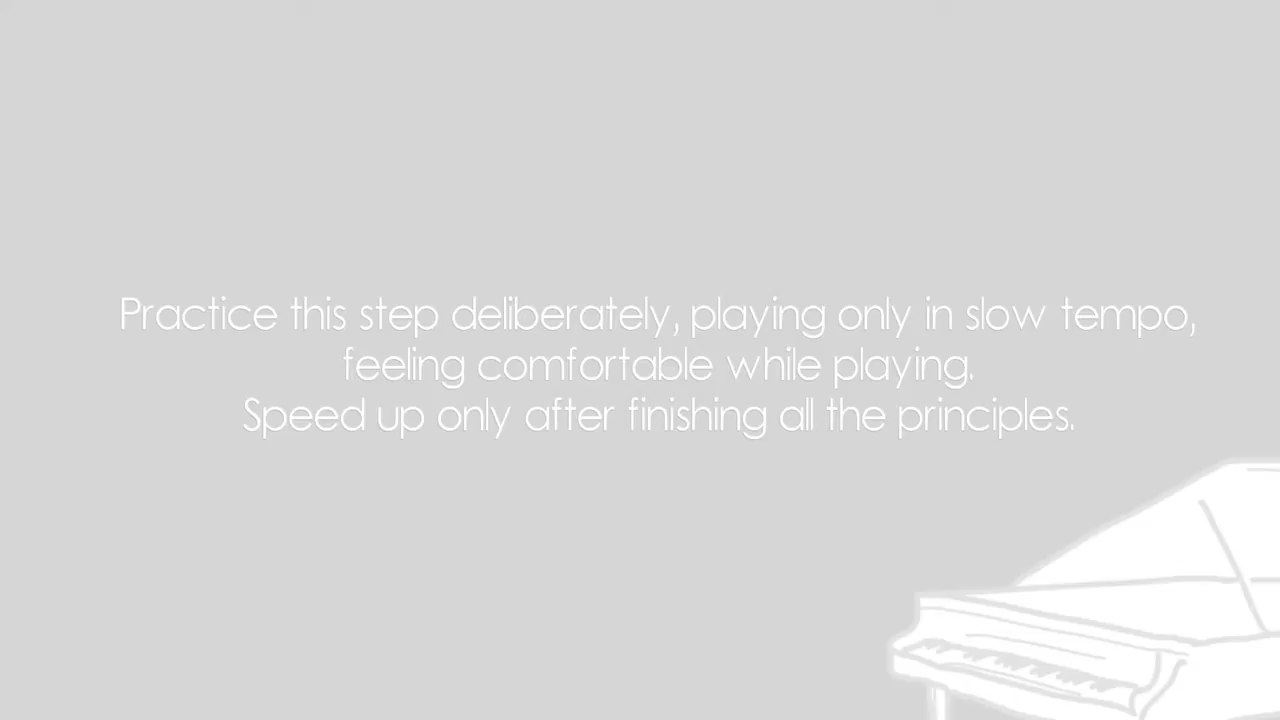 Practice this step deliberately, playing only in slow tempo,
feeling comfortable while playing.
Speed up only after finishing all the principles.